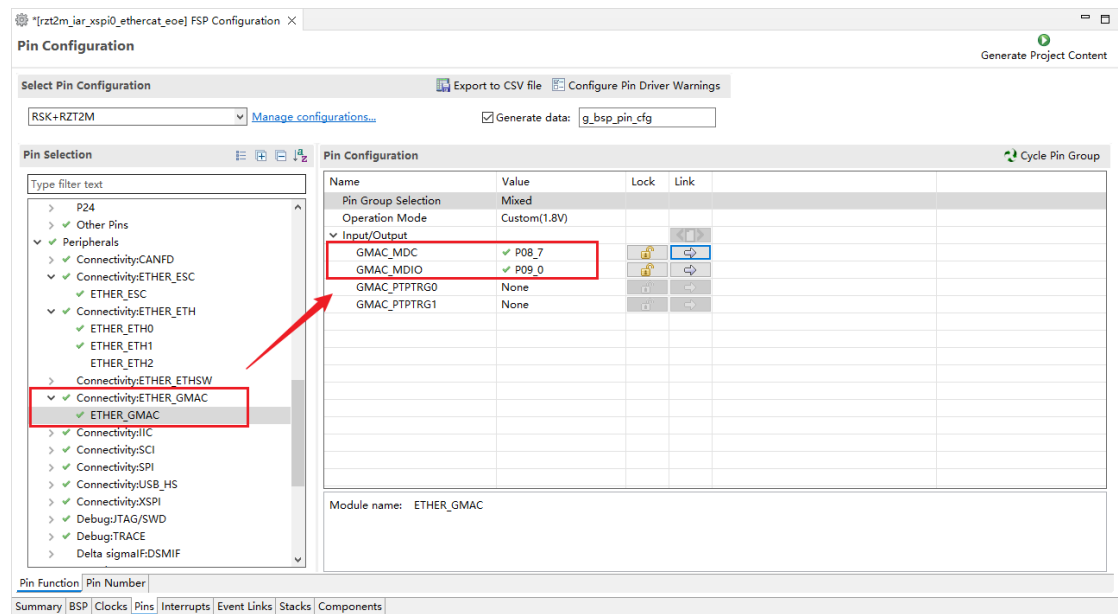 *[rzt2m_iar_xspi0_ethercat_eoe] FSP Configuration
Pin Configuration
Generate Project Content
Select Pin Configuration
Export to CSV file
Configure Pin Driver Warnings
RSK+RZT2M
Manage configurations...
Generate data:
g_bsp_pin_cfg
Pin Selection
Type filter text
P24
Other Pins
Peripherals
Connectivity:CANFD
Connectivity:ETHER_ESC
ETHER_ESC
Connectivity:ETHER_ETH
ETHER_ETH0
ETHER_ETH1
ETHER_ETH2
Connectivity:ETHER_ETHSW
Connectivity:ETHER_GMAC
ETHER_GMAC
Connectivity:IIC
Connectivity:SCI
Connectivity:SPI
Connectivity:USB_HS
Connectivity:XSPI
Debug:JTAG/SWD
Debug:TRACE
Delta sigmaIF:DSMIF
Pin Configuration
Cycle Pin Group
Name Value Lock Link
Pin Group Selection Mixed
Operation Mode Custom(1.8V)
Input/Output
GMAC_MDC P08_7
GMAC_MDIO P09_0
GMAC_PTPTRG0 None
GMAC_PTPTRG1 None
Module name: ETHER_GMAC
Pin Function Pin Number
Summary BSP Clocks Pins Interrupts Event Links Stacks Components